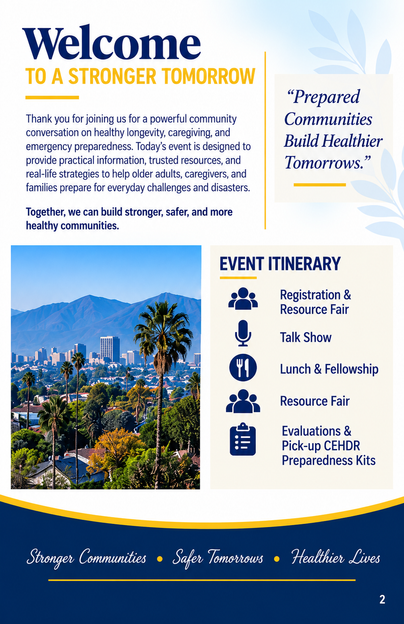 Welcome
TO A STRONGER TOMORROW
Thank you for joining us for a powerful community
conversation on healthy longevity, caregiving, and
emergency preparedness. Today's event is designed to
provide practical information, trusted resources, and
real-life strategies to help older adults, caregivers, and
families prepare for everyday challenges and disasters.
Together, we can build stronger, safer, and more
healthy communities.
“Prepared
Communities
Build Healthier
Tomorrows.”
EVENT ITINERARY
Registration &
Resource Fair
Talk Show
Lunch & Fellowship
Resource Fair
Evaluations &
Pick-up CEHDR
Preparedness Kits
Stronger Communities • Safer Tomorrows • Healthier Lives
2